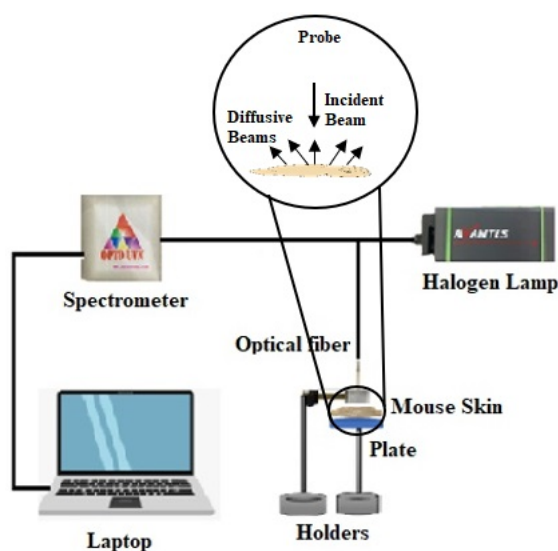 Probe
Incident
Beam
Diffusive
Beams
Spectrometer
Halogen Lamp
Optical fiber
Mouse Skin
Plate
Holders
Laptop